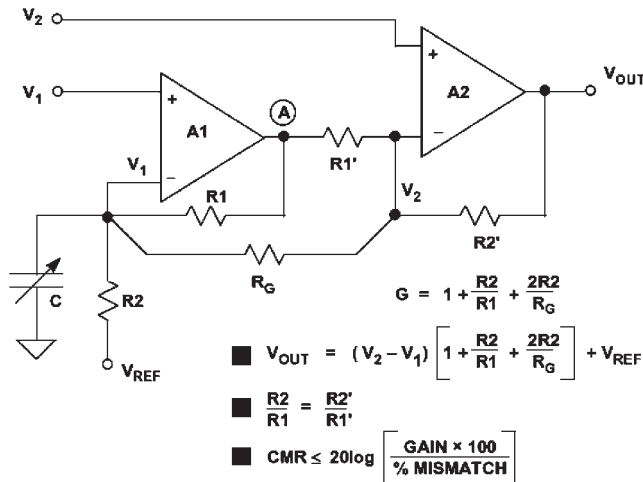 V2
VOUT
V1
+
A2
−
+
A1
−
A
R1'
V1
V2
R1
R2'
RG
C
R2
G = 1 + R2/R1 + 2R2/RG
VREF
VOUT = (V2 – V1) [1 + R2/R1 + 2R2/RG] + VREF
R2/R1 = R2'/R1'
CMR ≤ 20log [GAIN × 100 / % MISMATCH]